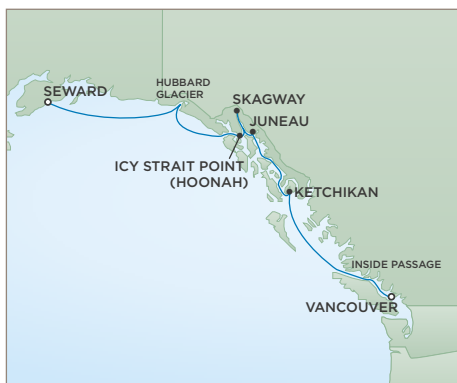 HUBBARD
GLACIER
SEWARD
SKAGWAY
JUNEAU
ICY STRAIT POINT
(HOONAH)
KETCHIKAN
INSIDE PASSAGE
VANCOUVER